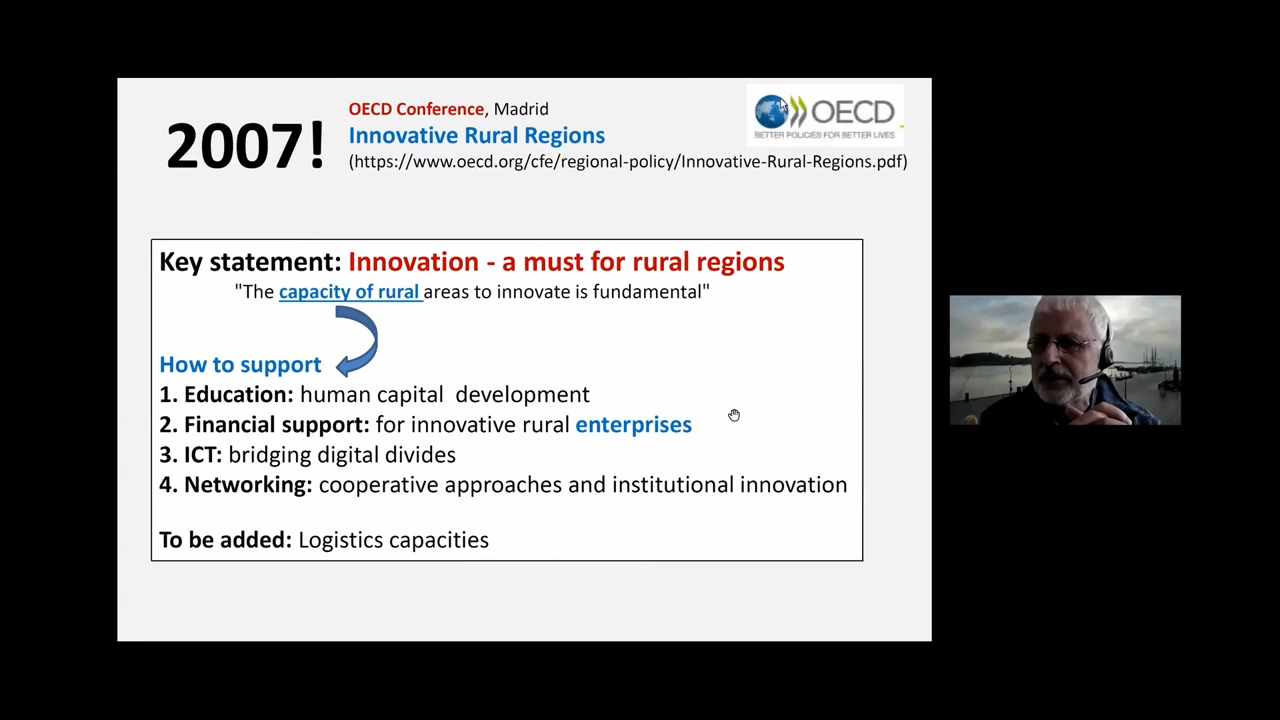 2007!
OECD Conference, Madrid
Innovative Rural Regions
(https://www.oecd.org/cfe/regional-policy/Innovative-Rural-Regions.pdf)
OECD
BETTER POLICIES FOR BETTER LIVES
Key statement: Innovation - a must for rural regions
"The capacity of rural areas to innovate is fundamental"
How to support
1. Education: human capital development
2. Financial support: for innovative rural enterprises
3. ICT: bridging digital divides
4. Networking: cooperative approaches and institutional innovation
To be added: Logistics capacities